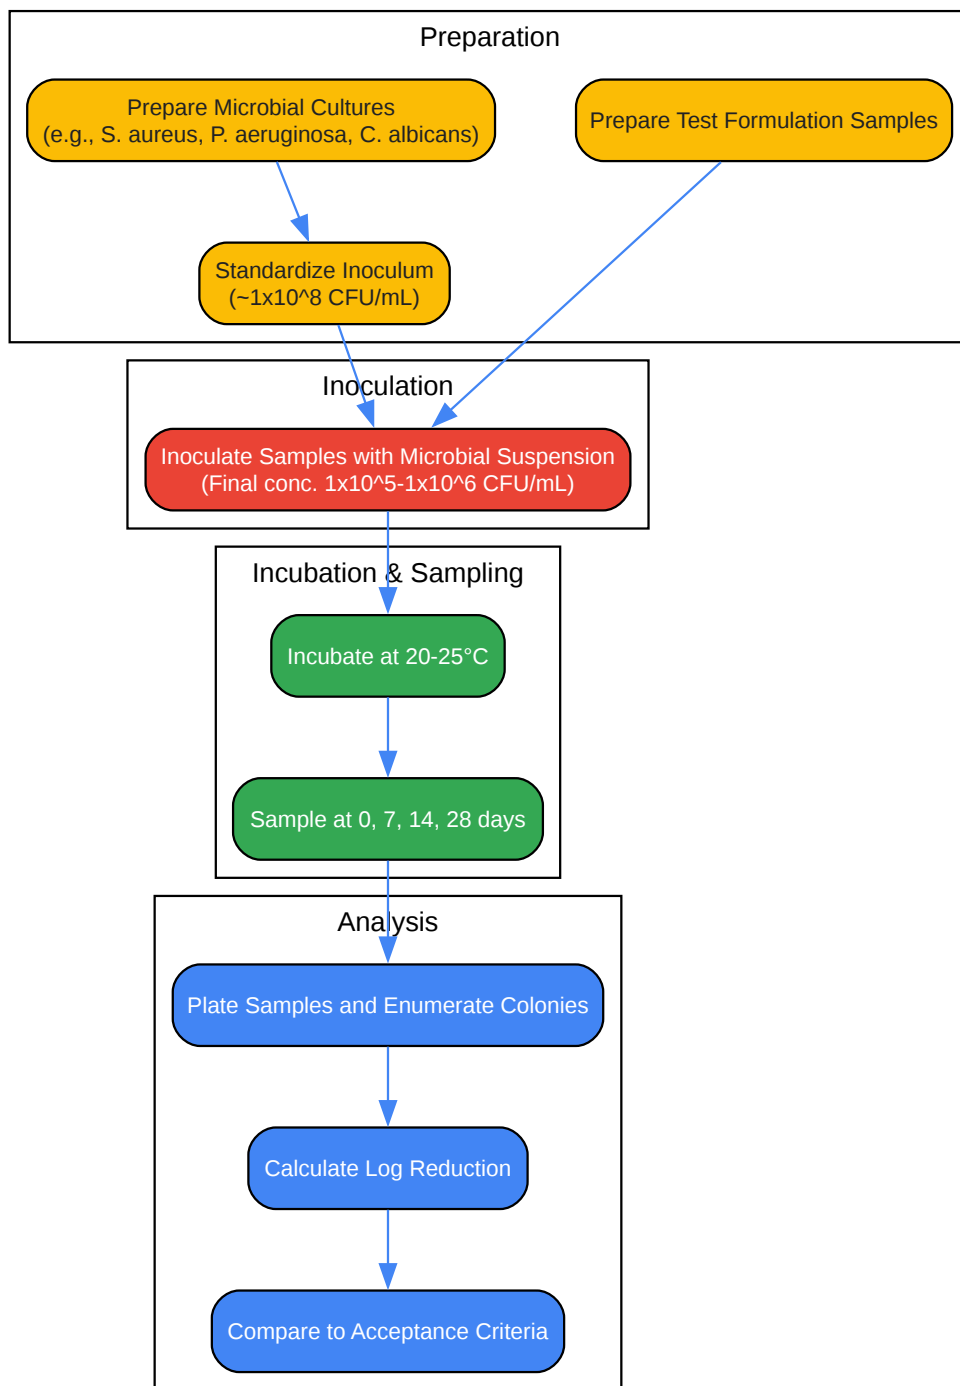 Preparation
Prepare Microbial Cultures
(e.g., S. aureus, P. aeruginosa, C. albicans)
Prepare Test Formulation Samples
Standardize Inoculum
(~1x10^8 CFU/mL)
Inoculation
Inoculate Samples with Microbial Suspension
(Final conc. 1x10^5-1x10^6 CFU/mL)
Incubation & Sampling
Incubate at 20-25°C
Sample at 0, 7, 14, 28 days
Analysis
Plate Samples and Enumerate Colonies
Calculate Log Reduction
Compare to Acceptance Criteria